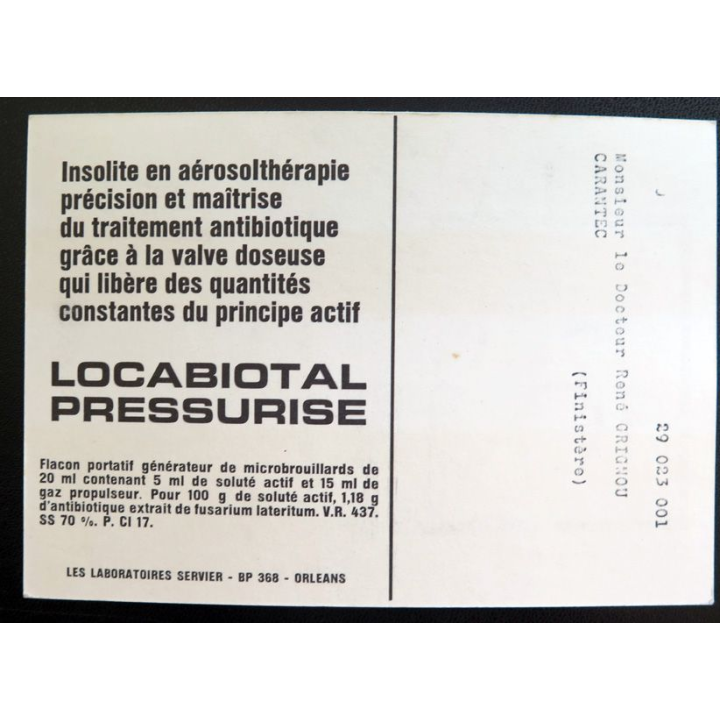 Insolite en aérosolthérapie
précision et maîtrise
du traitement antibiotique
grâce à la valve doseuse
qui libère des quantités
constantes du principe actif
LOCABIOTAL
PRESSURISE
Flacon portatif générateur de microbrouillards de
20 ml contenant 5 ml de soluté actif et 15 ml de
gaz propulseur. Pour 100 g de soluté actif, 1,18 g
d'antibiotique extrait de fusarium lateritum. V.R. 437.
SS 70 %. P. CI 17.
LES LABORATOIRES SERVIER - BP 368 - ORLEANS
29 023 001
Monsieur le Docteur René GRIGNOU
CARANTEC
(Finistère)